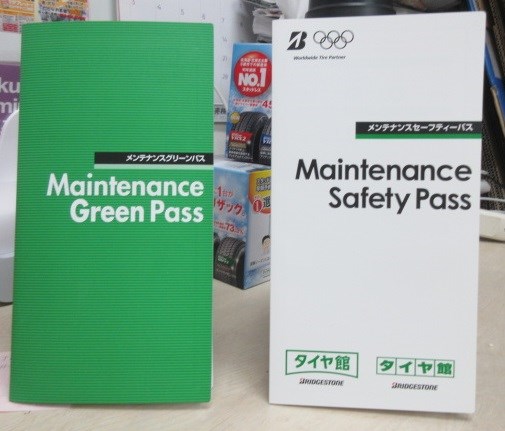 メンテナンスグリーンパス
Maintenance
Green Pass
Worldwide Tire Partner
メンテナンスセーフティーパス
Maintenance
Safety Pass
タイヤ館
BRIDGESTONE
タイヤ館
BRIDGESTONE
NO.1